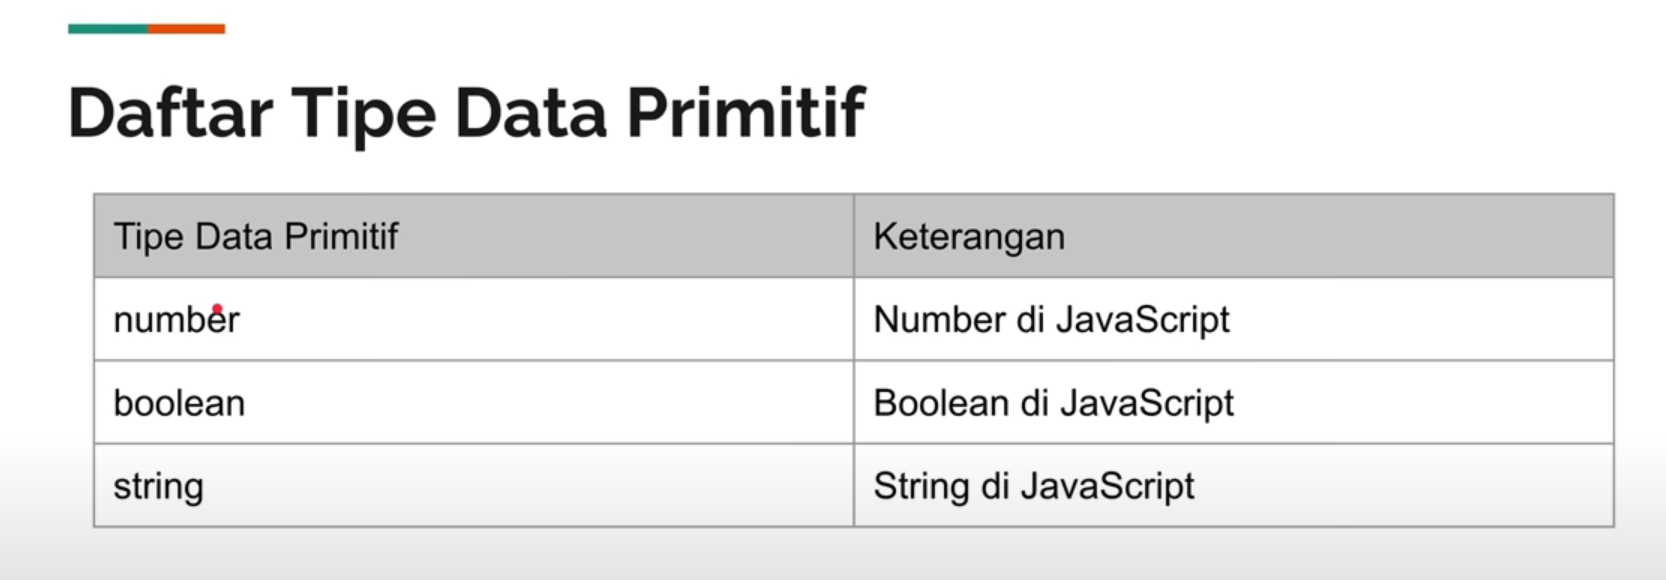 Daftar Tipe Data Primitif
Tipe Data Primitif Keterangan
number Number di JavaScript
boolean Boolean di JavaScript
string String di JavaScript